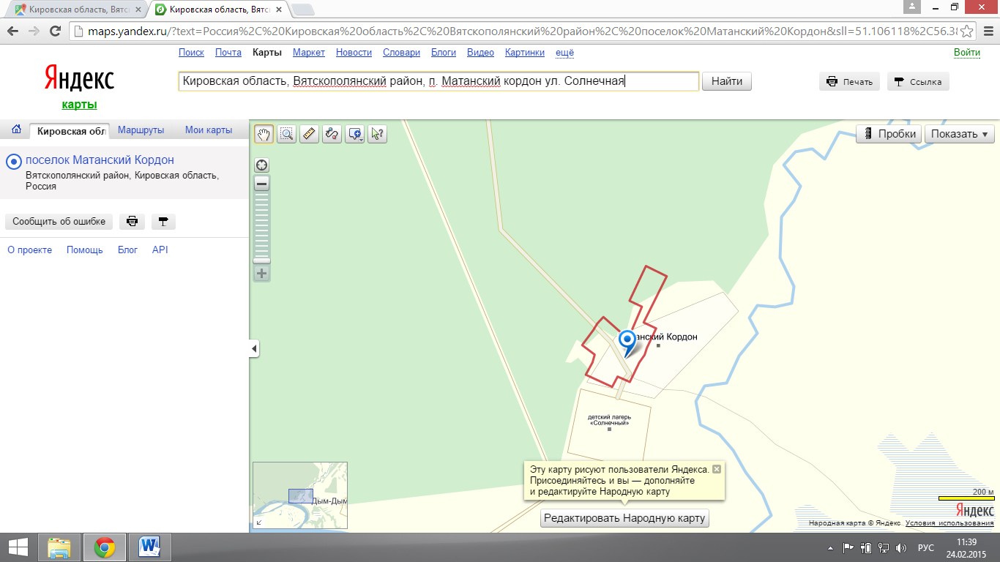 Кировская область, Вятс
Кировская область, Вятс
maps.yandex.ru/?text=Россия%2C%20Кировская%20область%2C%20Вятскополянский%20район%2C%20поселок%20Матанский%20Кордон&sll=51.106118%2C56.38
Поиск Почта Карты Маркет Новости Словари Блоги Видео Картинки ещё Войти
Яндекс
карты
Кировская область, Вятскополянский район, п. Матанский кордон ул. Солнечная
Найти
Печать
Ссылка
Кировская обл Маршруты Мои карты
Пробки
Показать
поселок Матанский Кордон
Вятскополянский район, Кировская область,
Россия
Сообщить об ошибке
О проекте Помощь Блог API
анский Кордон
детский лагерь
«Солнечный»
Эту карту рисуют пользователи Яндекса.
Присоединяйтесь и вы — дополняйте
и редактируйте Народную карту
Редактировать Народную карту
Дым-Дым
200 м
Яндекс
Народная карта © Яндекс Условия использования
РУС
11:39
24.02.2015